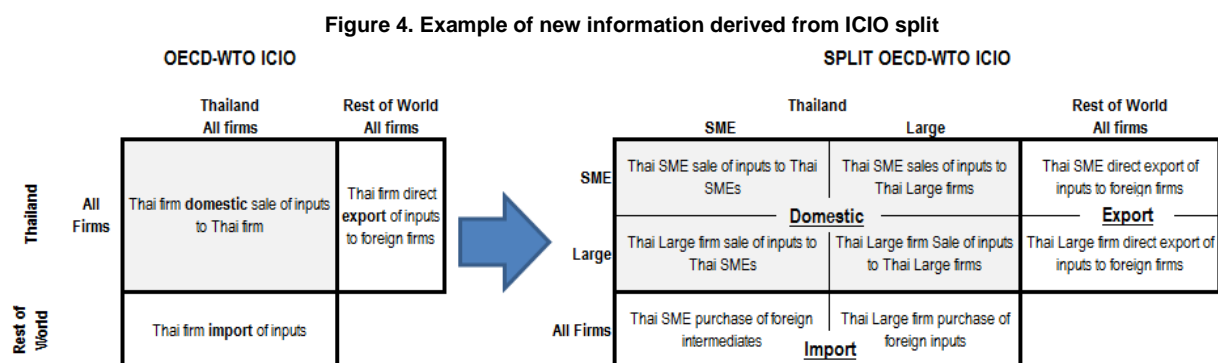 Figure 4. Example of new information derived from ICIO split
OECD-WTO ICIO
Thailand
All firms
Rest of World
All firms
Thailand
All
Firms
Thai firm domestic sale of inputs
to Thai firm
Thai firm direct
export of inputs
to foreign firms
Rest of
World
Thai firm import of inputs
SPLIT OECD-WTO ICIO
Thailand
Rest of World
SME
Large
All firms
SME
Thai SME sale of inputs to Thai
SMEs
Thai SME sales of inputs to
Thai Large firms
Thai SME direct export of
inputs to foreign firms
Domestic
Export
Large
Thai Large firm sale of inputs to
Thai SMEs
Thai Large firm Sale of inputs
to Thai Large firms
Thai Large firm direct export of
inputs to foreign firms
All Firms
Thai SME purchase of foreign
intermediates
Thai Large firm purchase of
foreign inputs
Import